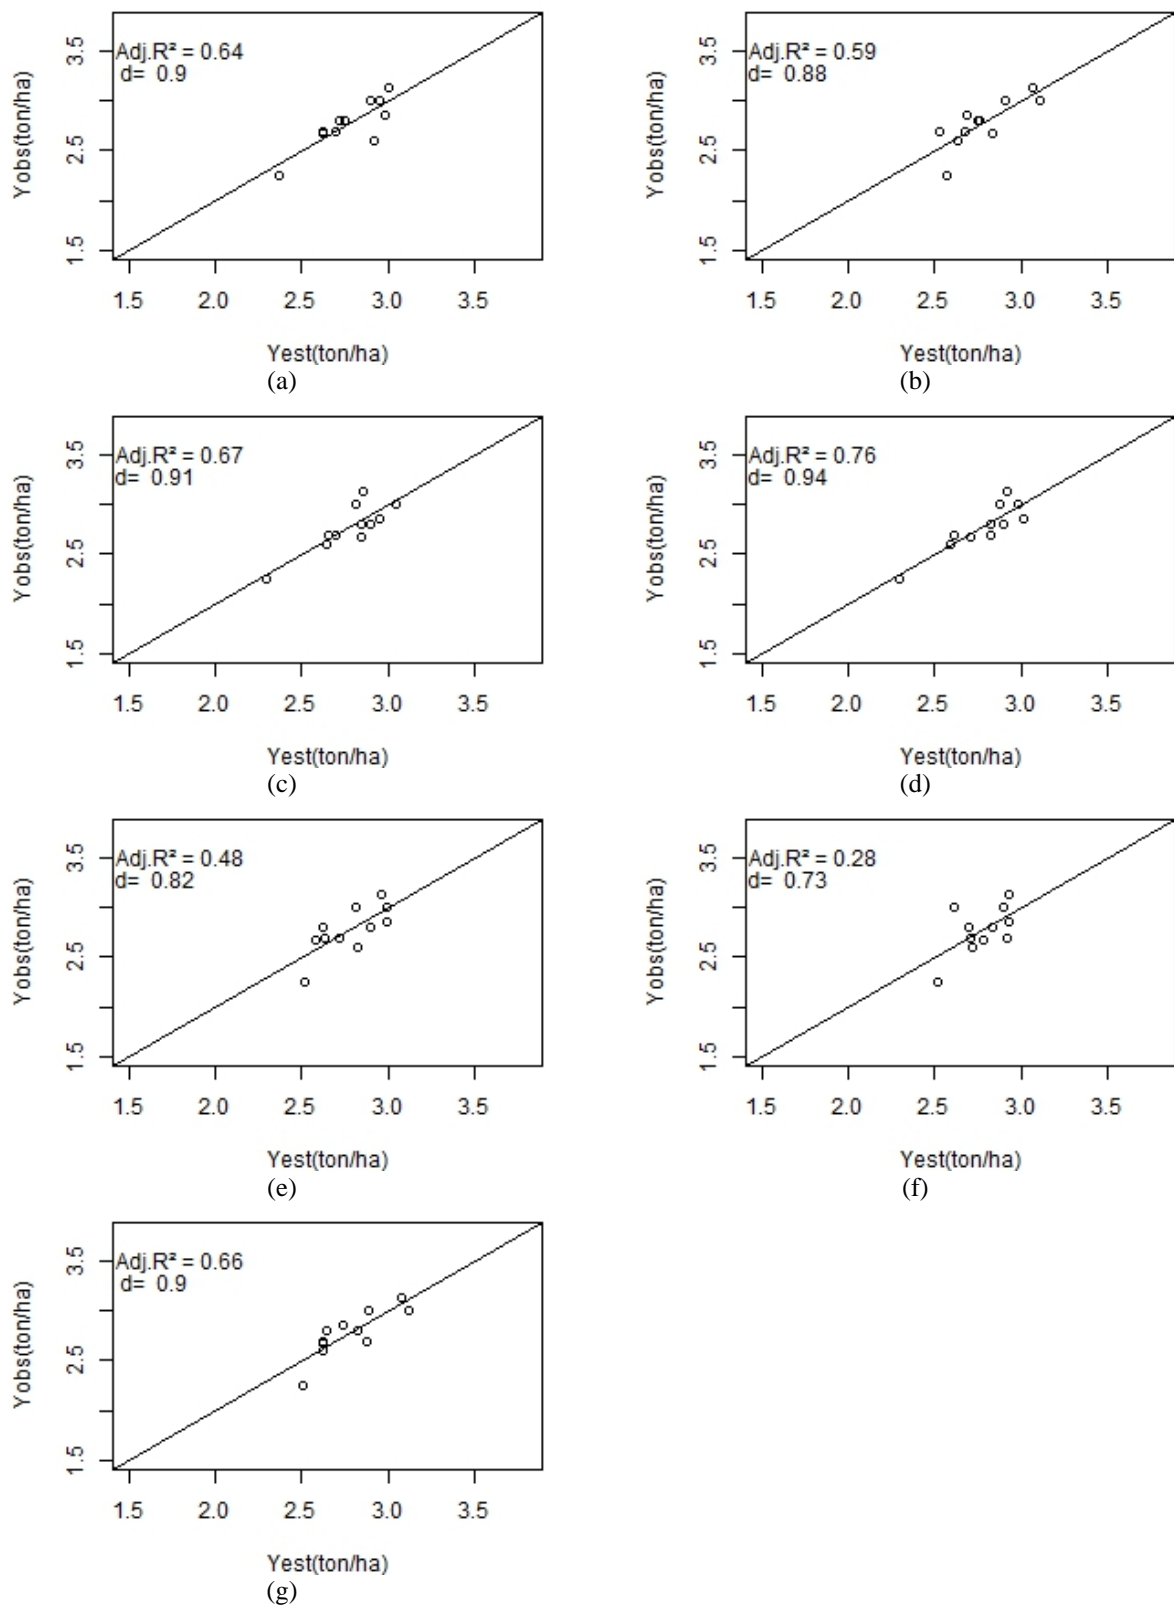 Adj.R² = 0.64
d= 0.9
3.5
2.5
1.5
Yobs(ton/ha)
1.5 2.0 2.5 3.0 3.5
Yest(ton/ha)
(a)
Adj.R² = 0.59
d= 0.88
3.5
2.5
1.5
Yobs(ton/ha)
1.5 2.0 2.5 3.0 3.5
Yest(ton/ha)
(b)
Adj.R² = 0.67
d= 0.91
3.5
2.5
1.5
Yobs(ton/ha)
1.5 2.0 2.5 3.0 3.5
Yest(ton/ha)
(c)
Adj.R² = 0.76
d= 0.94
3.5
2.5
1.5
Yobs(ton/ha)
1.5 2.0 2.5 3.0 3.5
Yest(ton/ha)
(d)
Adj.R² = 0.48
d= 0.82
3.5
2.5
1.5
Yobs(ton/ha)
1.5 2.0 2.5 3.0 3.5
Yest(ton/ha)
(e)
Adj.R² = 0.28
d= 0.73
3.5
2.5
1.5
Yobs(ton/ha)
1.5 2.0 2.5 3.0 3.5
Yest(ton/ha)
(f)
Adj.R² = 0.66
d= 0.9
3.5
2.5
1.5
Yobs(ton/ha)
1.5 2.0 2.5 3.0 3.5
Yest(ton/ha)
(g)